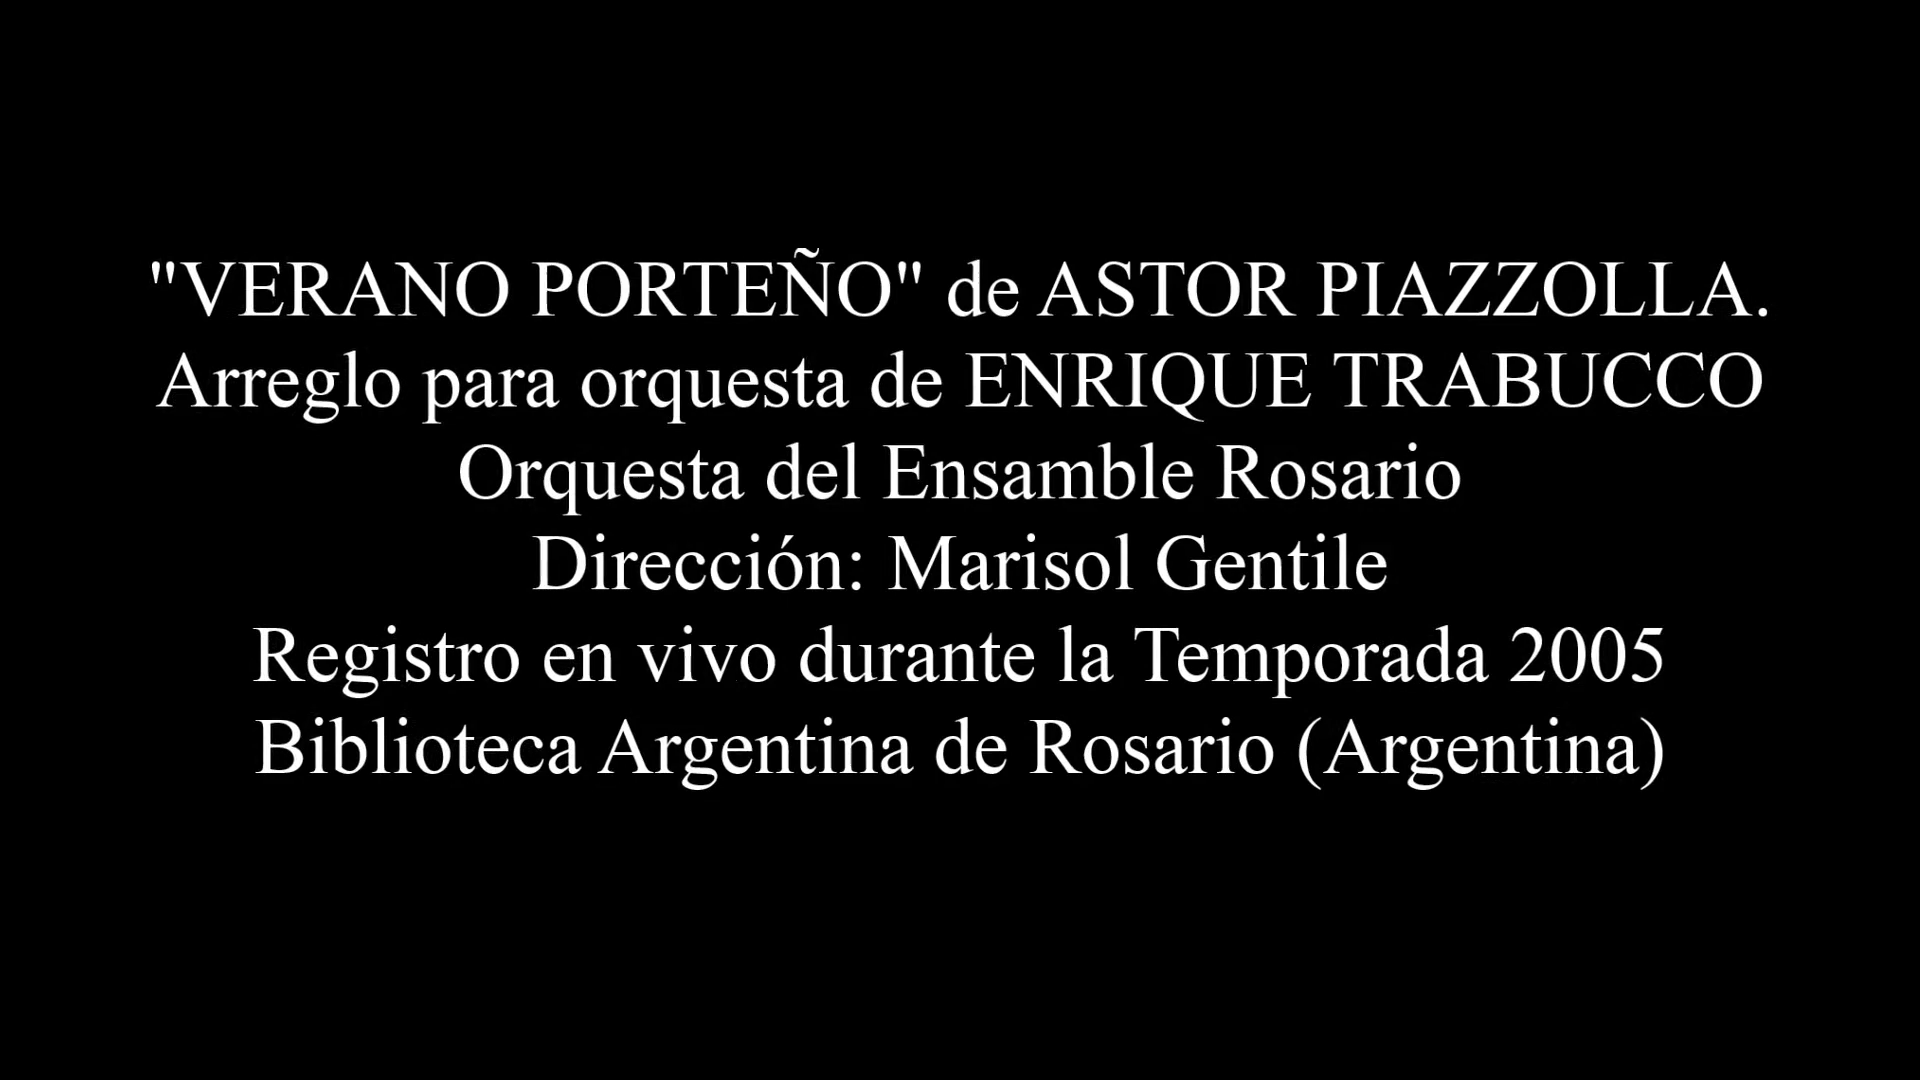 "VERANO PORTEÑO" de ASTOR PIAZZOLLA.
Arreglo para orquesta de ENRIQUE TRABUCCO
Orquesta del Ensamble Rosario
Dirección: Marisol Gentile
Registro en vivo durante la Temporada 2005
Biblioteca Argentina de Rosario (Argentina)